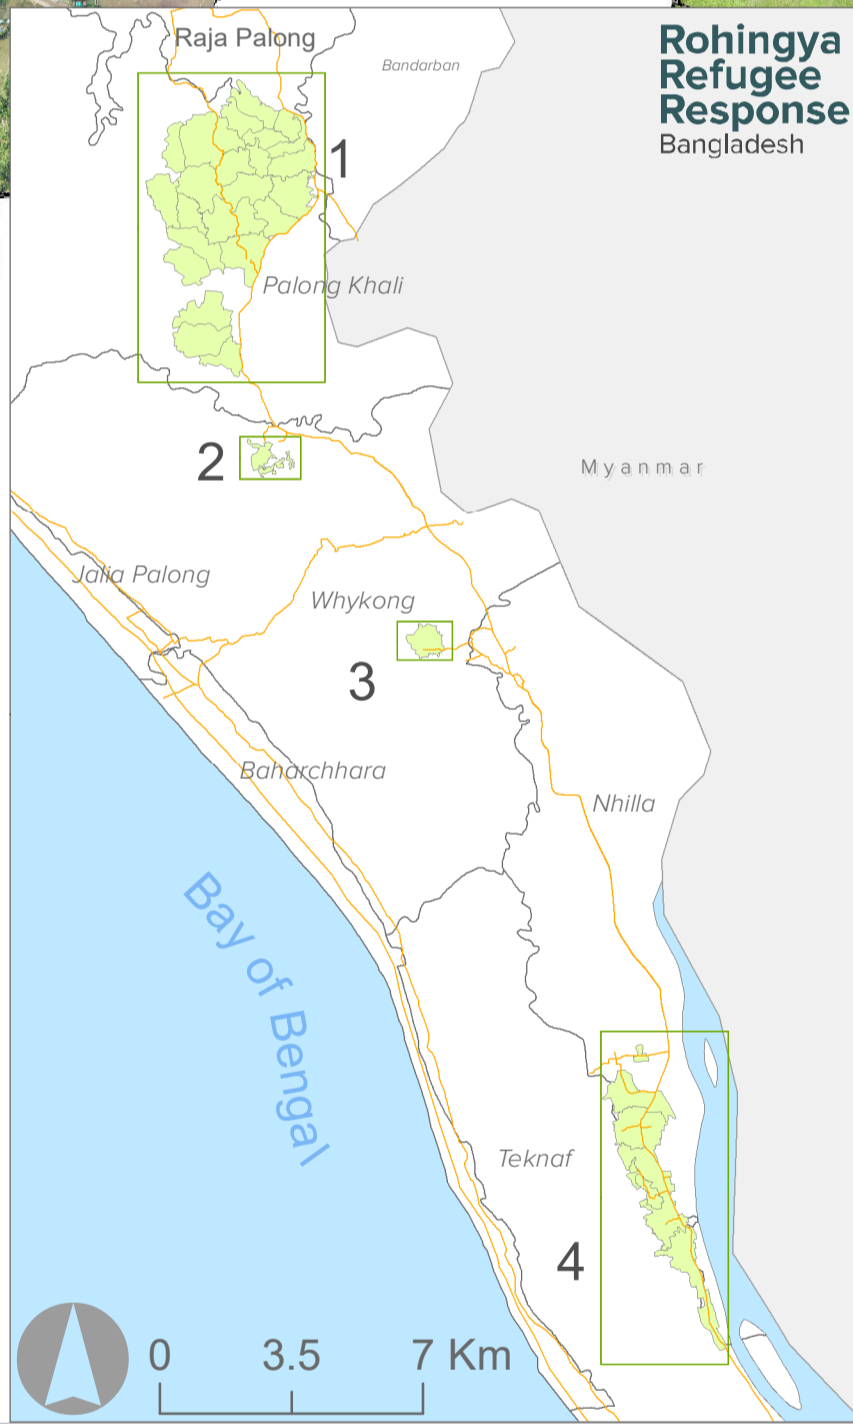 Raja Palong
Bandarban
Rohingya
Refugee
Response
Bangladesh
1
Palong Khali
2
Myanmar
Jalia Palong
Whykong
3
Baharchhara
Nhilla
Bay of Bengal
Teknaf
4
0 3.5 7 Km